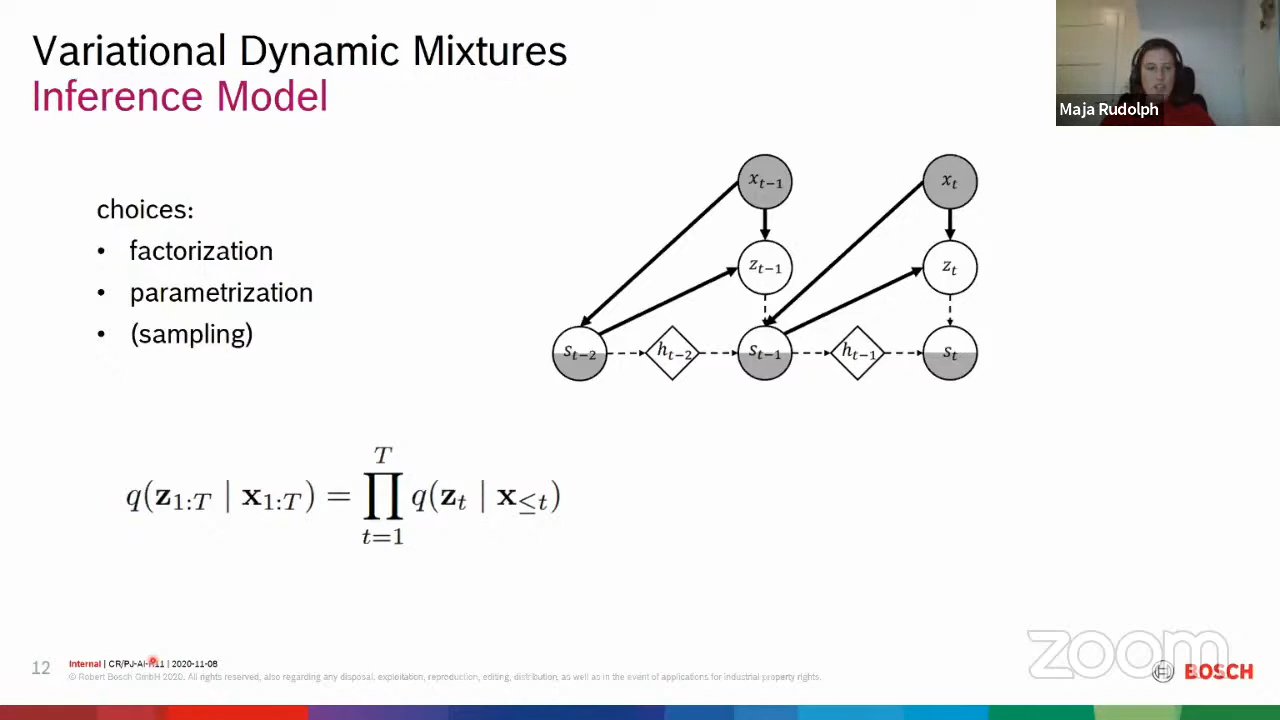 Variational Dynamic Mixtures
Inference Model
Maja Rudolph
choices:
• factorization
• parametrization
• (sampling)
x_{t−1} x_t
z_{t−1} z_t
s_{t−2} h_{t−2} s_{t−1} h_{t−1} s_t
q(z_{1:T} | x_{1:T}) = ∏_{t=1}^{T} q(z_t | x_{≤t})
zoom
12
Internal | CR/PJ-AI-R11 | 2020-11-08
© Robert Bosch GmbH 2020. All rights reserved, also regarding any disposal, exploitation, reproduction, editing, distribution, as well as in the event of applications for industrial property rights.
BOSCH